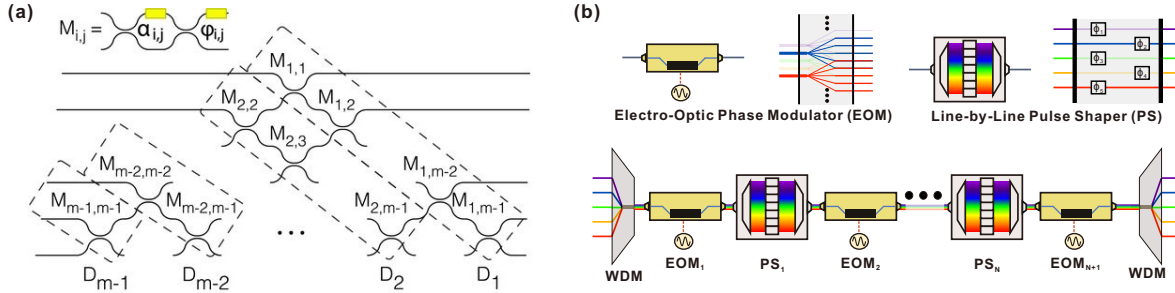 (a)
M_{i,j} =
α_{i,j}
φ_{i,j}
M_{1,1}
M_{2,2}
M_{1,2}
M_{2,3}
M_{m-2,m-2}
M_{1,m-2}
M_{m-1,m-1}
M_{m-2,m-1}
M_{2,m-1}
M_{1,m-1}
...
D_{m-1}
D_{m-2}
D_2
D_1
(b)
ϕ_1
ϕ_2
ϕ_3
ϕ_4
Electro-Optic Phase Modulator (EOM)
Line-by-Line Pulse Shaper (PS)
WDM
EOM_1
PS_1
EOM_2
PS_N
EOM_{N+1}
WDM